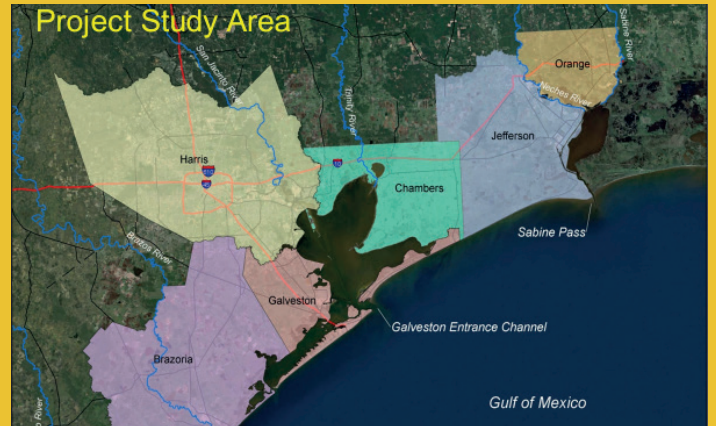 Project Study Area
San Jacinto River
Trinity River
Sabine River
Orange
Neches River
Jefferson
Harris
Chambers
Sabine Pass
Brazos River
Galveston
Galveston Entrance Channel
Brazoria
Gulf of Mexico
River